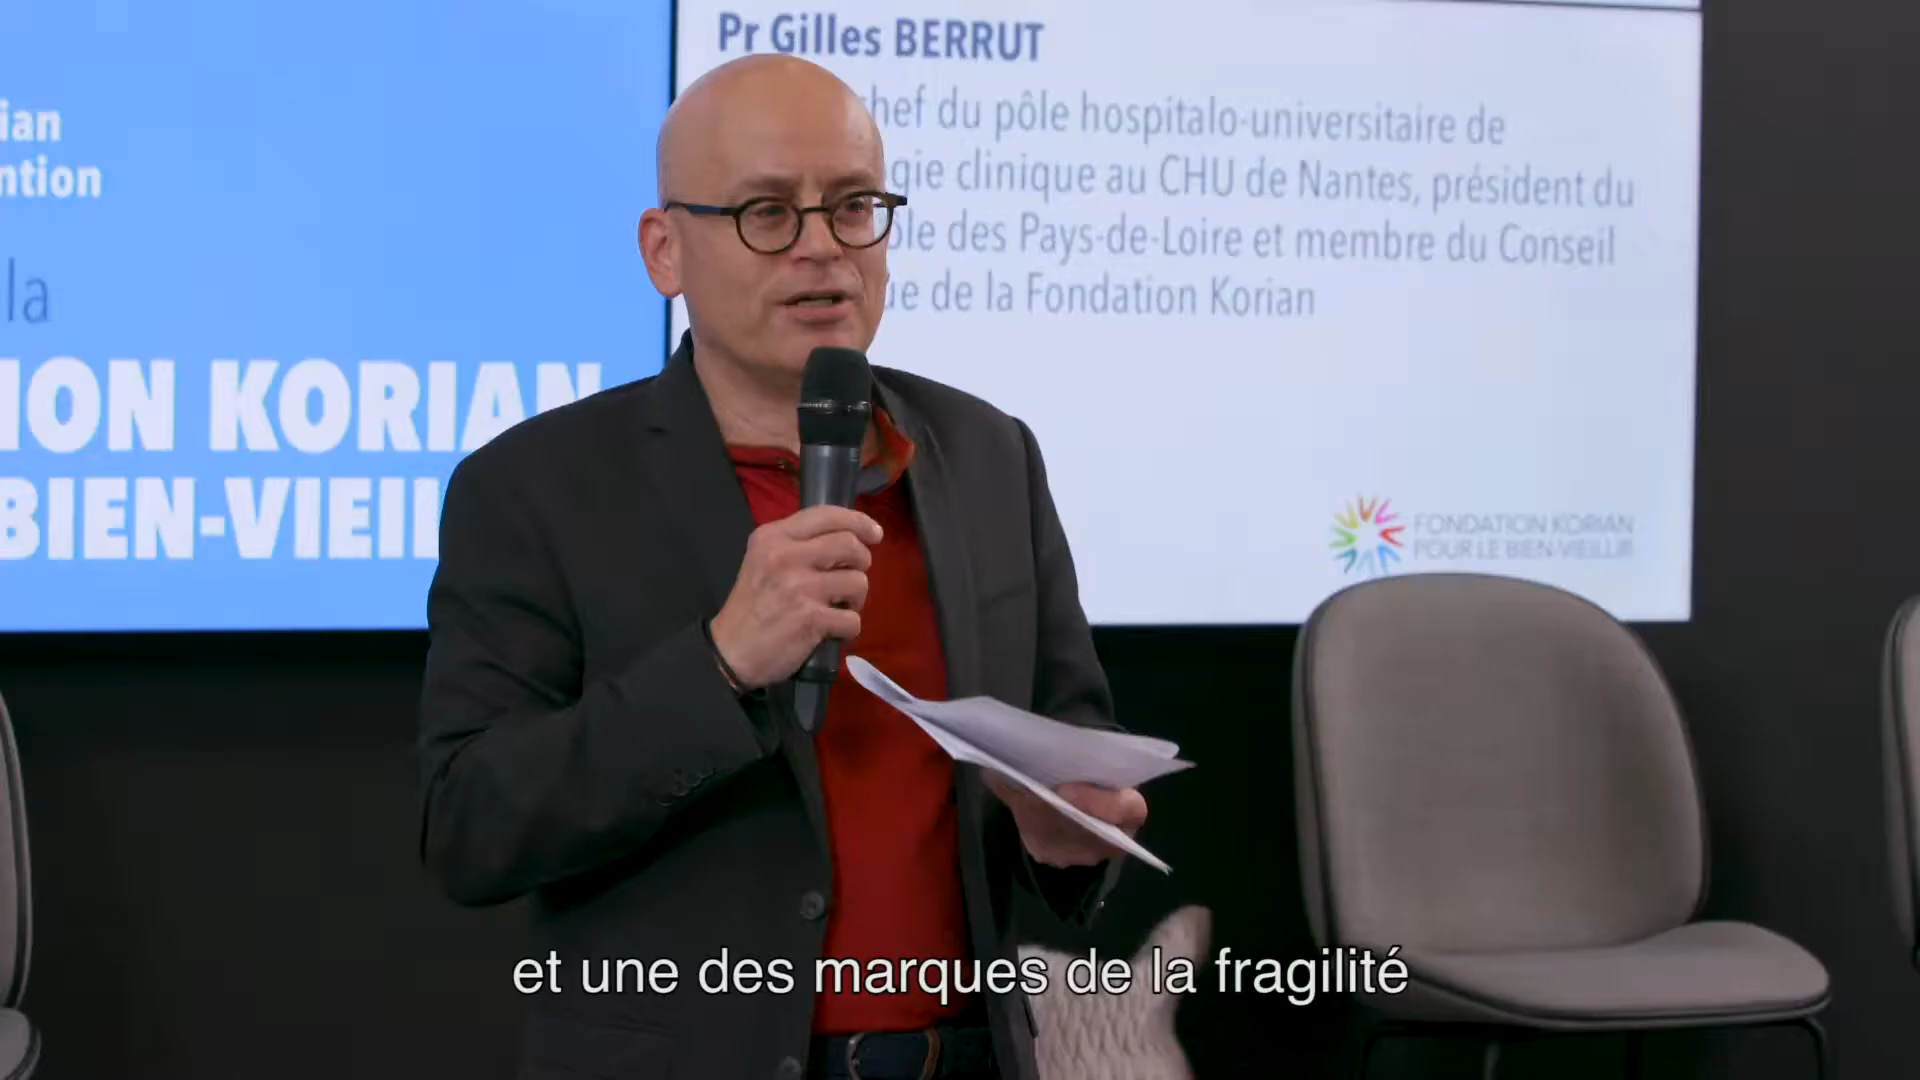 ian
ntion
la
ION KORIAN
BIEN-VIEIL
Pr Gilles BERRUT
hef du pôle hospitalo-universitaire de
gie clinique au CHU de Nantes, président du
ôle des Pays-de-Loire et membre du Conseil
ue de la Fondation Korian
FONDATION KORIAN
POUR LE BIEN-VIEILLIR
et une des marques de la fragilité